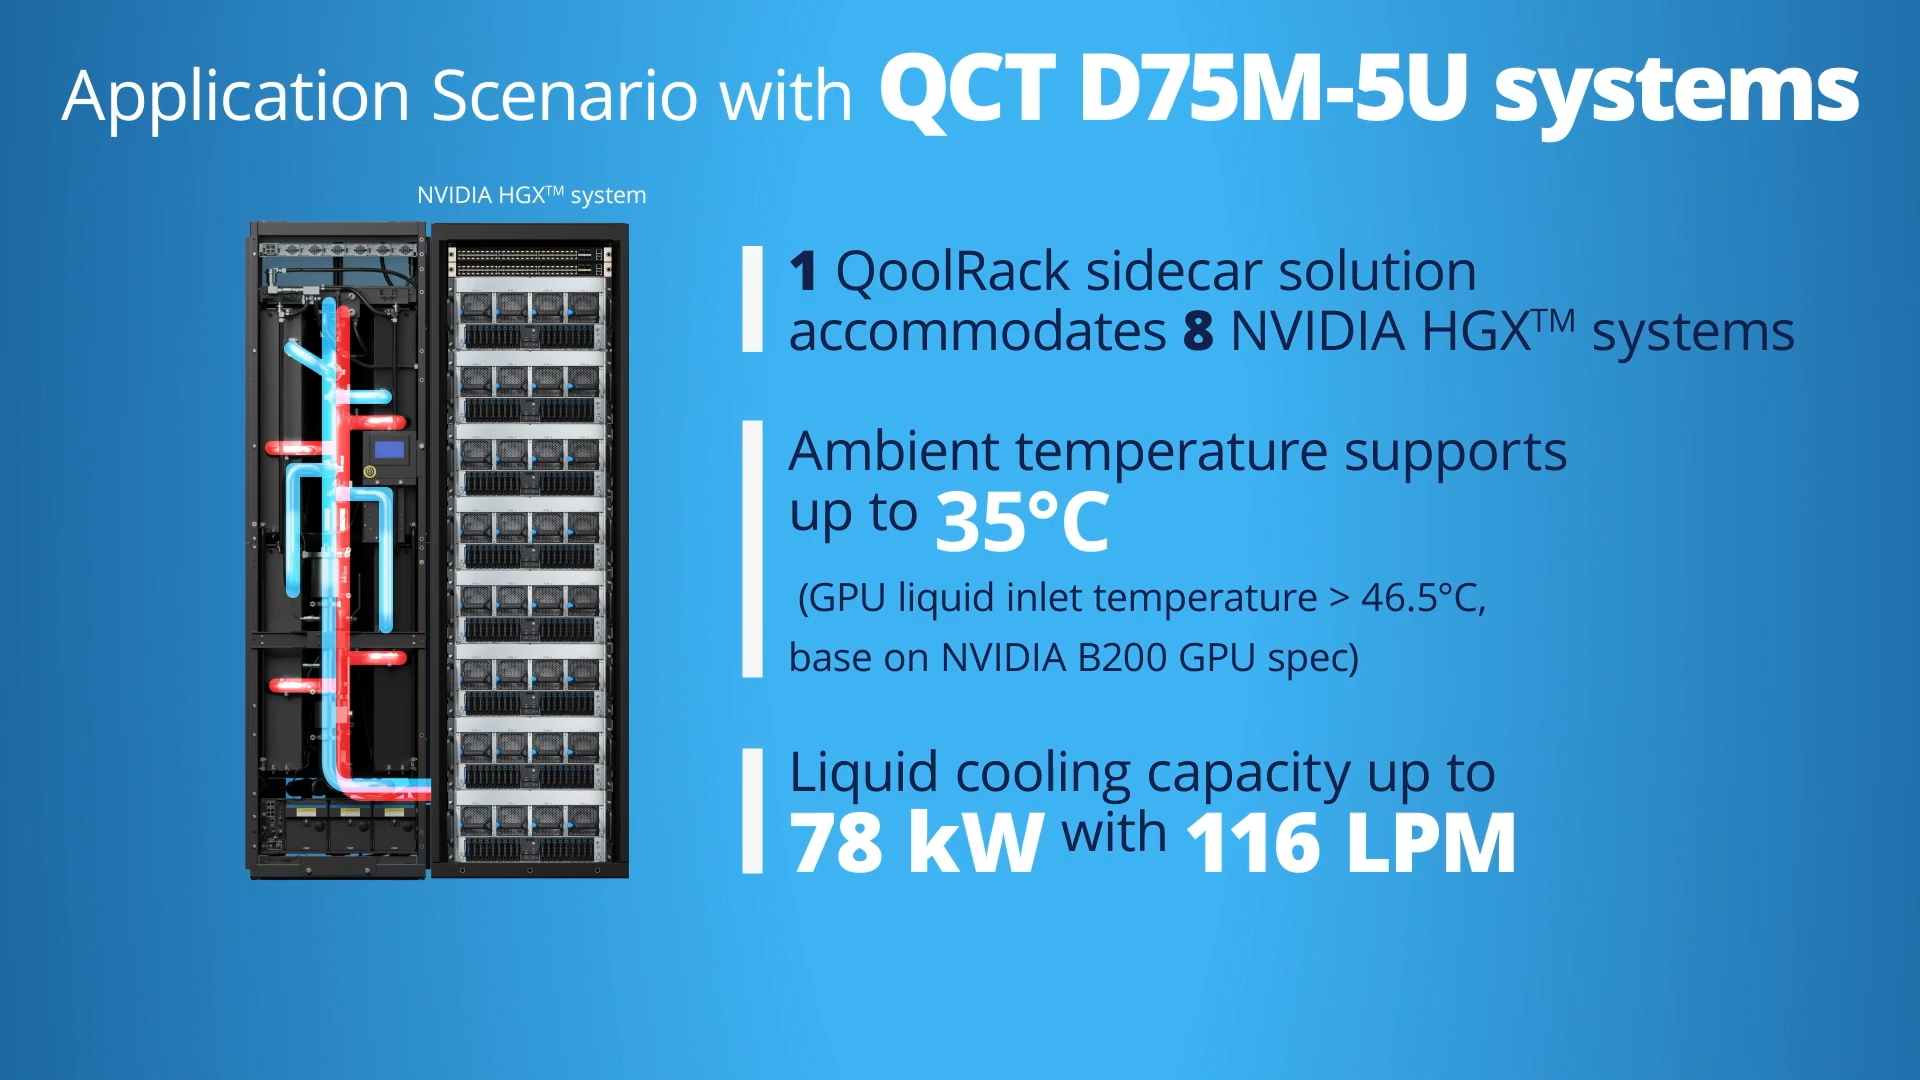 Application Scenario with QCT D75M-5U systems
NVIDIA HGX™ system
1 QoolRack sidecar solution
accommodates 8 NVIDIA HGX™ systems
Ambient temperature supports
up to 35°C
(GPU liquid inlet temperature > 46.5°C,
base on NVIDIA B200 GPU spec)
Liquid cooling capacity up to
78 kW with 116 LPM